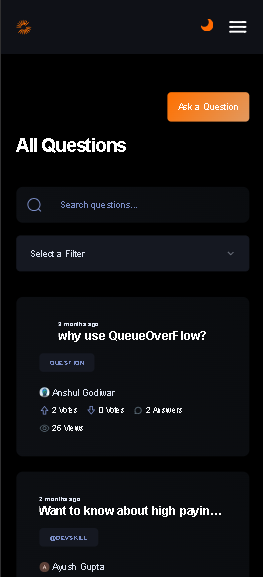 Ask a Question
All Questions
Search questions...
Select a Filter
3 months ago
why use QueueOverFlow?
QUESTION
Anshul Godiwar
2 Votes 0 Votes 2 Answers
26 Views
2 months ago
Want to know about high payin...
@DEVSKILL
Ayush Gupta